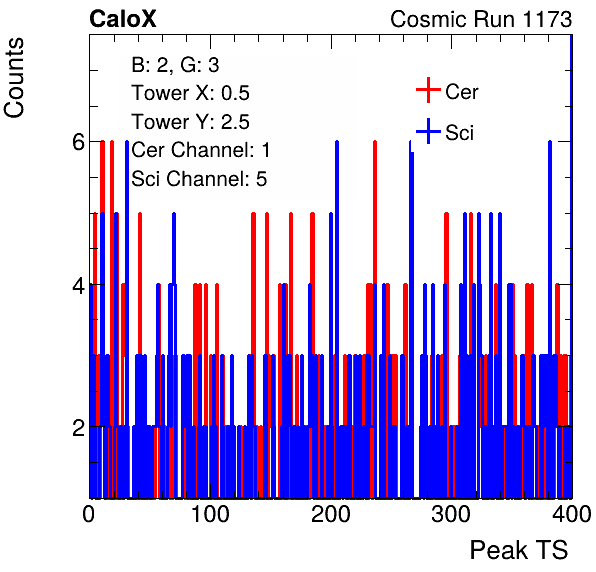 CaloX
Cosmic Run 1173
Counts
B: 2, G: 3
Tower X: 0.5
Tower Y: 2.5
Cer Channel: 1
Sci Channel: 5
Cer
Sci
6
4
2
0 100 200 300 400
Peak TS